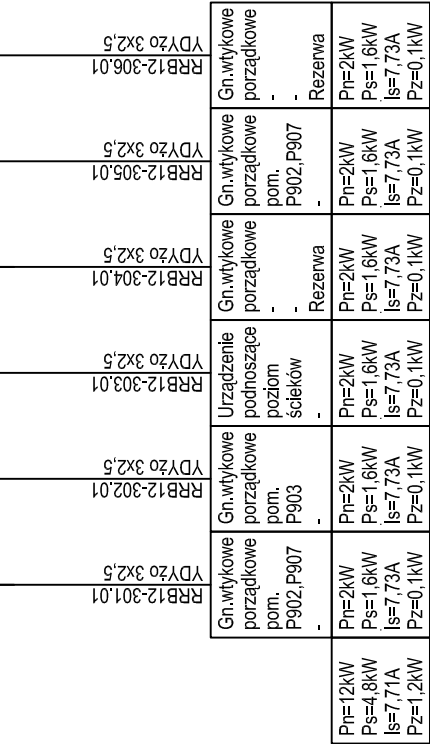 YDYżo 3x2,5
RRB12-306.01
Gn.wtykowe
porządkowe
-
-
Rezerwa
Pn=2kW
Ps=1,6kW
Is=7,73A
Pz=0,1kW
YDYżo 3x2,5
RRB12-305.01
Gn.wtykowe
porządkowe
pom.
P902,P907
-
Pn=2kW
Ps=1,6kW
Is=7,73A
Pz=0,1kW
YDYżo 3x2,5
RRB12-304.01
Gn.wtykowe
porządkowe
-
-
Rezerwa
Pn=2kW
Ps=1,6kW
Is=7,73A
Pz=0,1kW
YDYżo 3x2,5
RRB12-303.01
Urządzenie
podnoszące
poziom
ścieków
-
Pn=2kW
Ps=1,6kW
Is=7,73A
Pz=0,1kW
YDYżo 3x2,5
RRB12-302.01
Gn.wtykowe
porządkowe
pom.
P903
-
Pn=2kW
Ps=1,6kW
Is=7,73A
Pz=0,1kW
YDYżo 3x2,5
RRB12-301.01
Gn.wtykowe
porządkowe
pom.
P902,P907
-
Pn=2kW
Ps=1,6kW
Is=7,73A
Pz=0,1kW
Pn=12kW
Ps=4,8kW
Is=7,71A
Pz=1,2kW